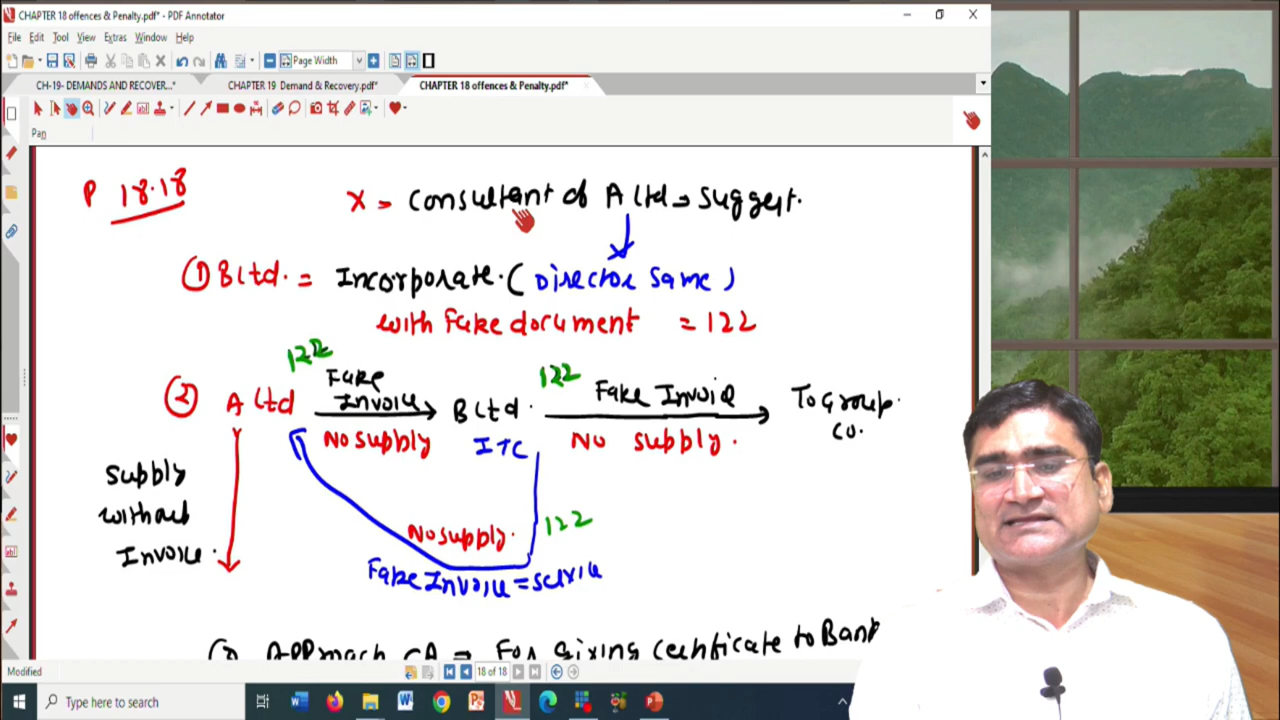 CHAPTER 18 offences & Penalty.pdf* - PDF Annotator
File Edit Tool View Extras Window Help
Page Width
CH-19- DEMANDS AND RECOVER...* CHAPTER 19 Demand & Recovery.pdf* CHAPTER 18 offences & Penalty.pdf*
Pan
P 18.18
X = Consultant of A Ltd ⇒ Suggest.
① B Ltd. = Incorporate. (Director Same)
with fake document = 122
122
Fake Invoice
122
Fake Invoice
② A Ltd
B Ltd.
To Group co.
No supply
ITC
No supply.
Supply without Invoice.
No supply.
122
Fake Invoice = Service
Approach CA ⇒ For giving certificate to Bank
Modified
18 of 18
Type here to search